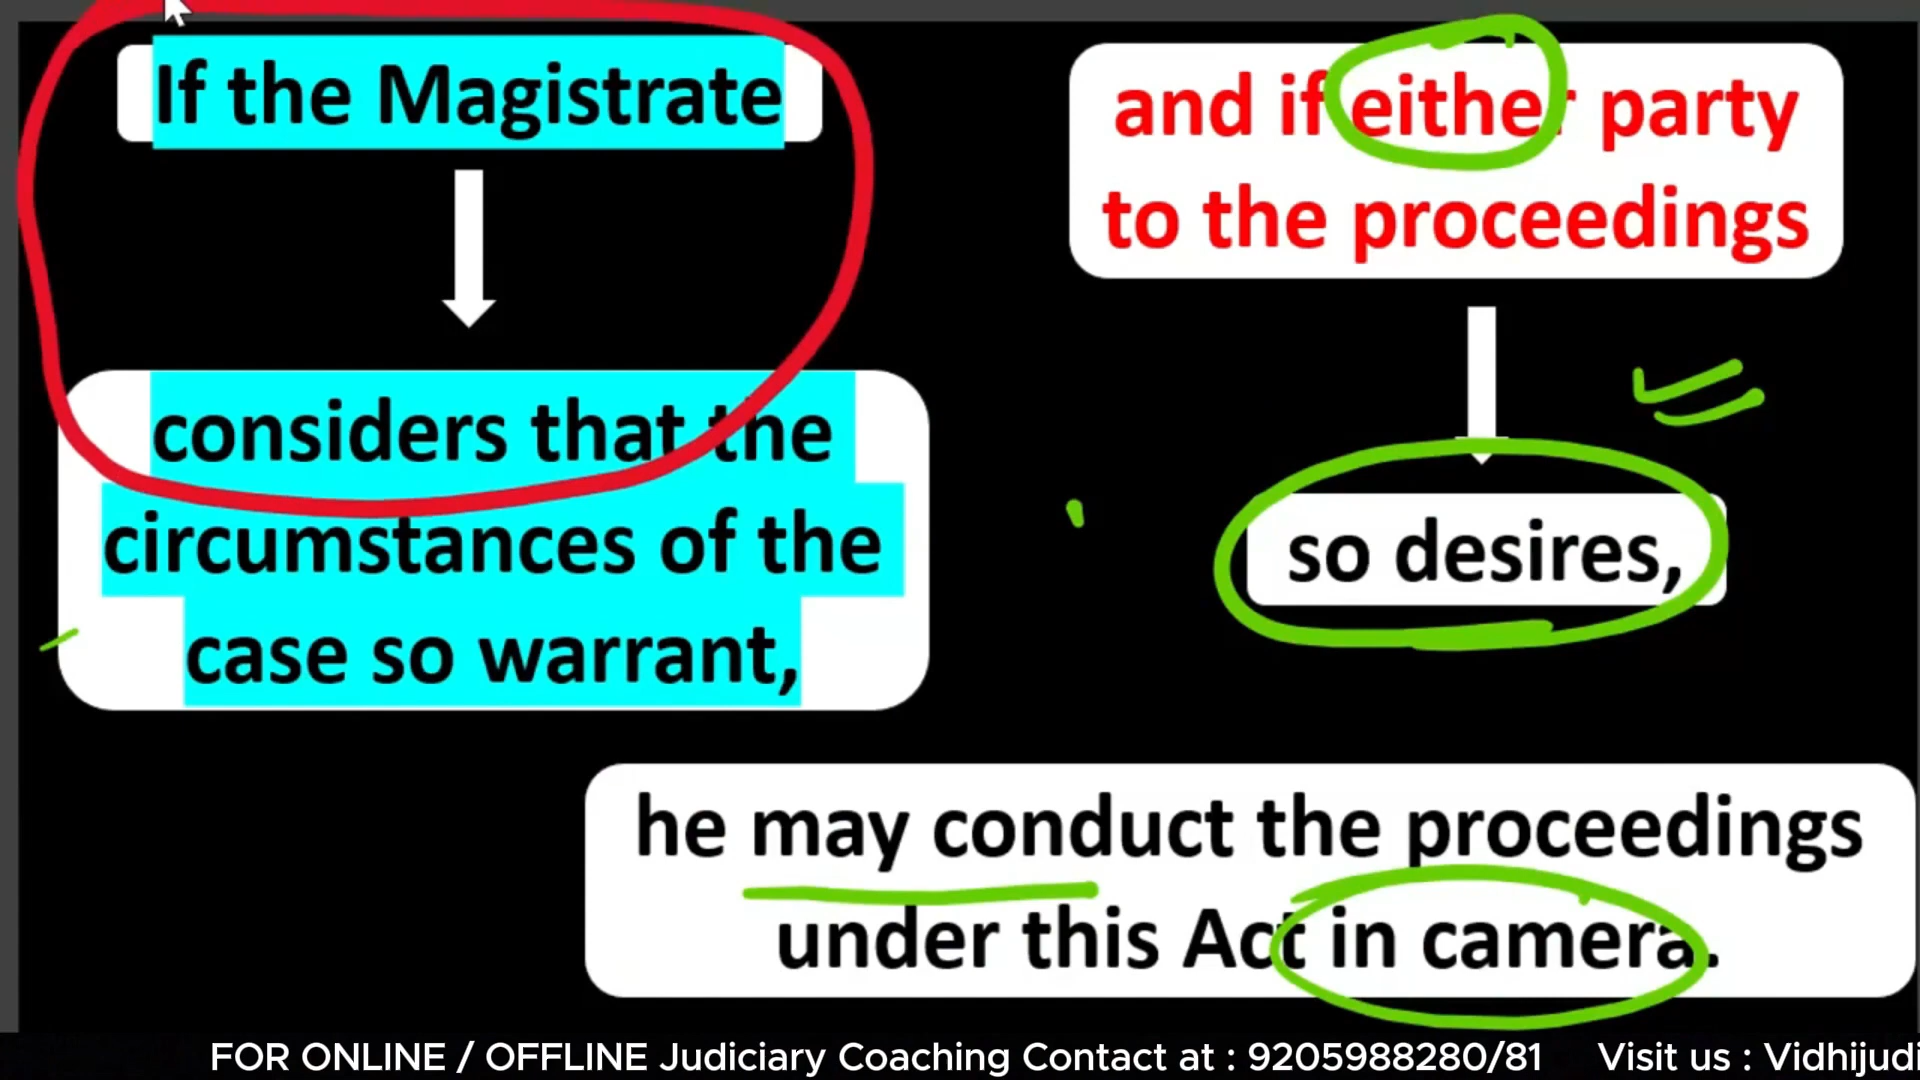 If the Magistrate
considers that the
circumstances of the
case so warrant,
and if either party
to the proceedings
so desires,
he may conduct the proceedings
under this Act in camera.
FOR ONLINE / OFFLINE Judiciary Coaching Contact at : 9205988280/81 Visit us : Vidhijudi